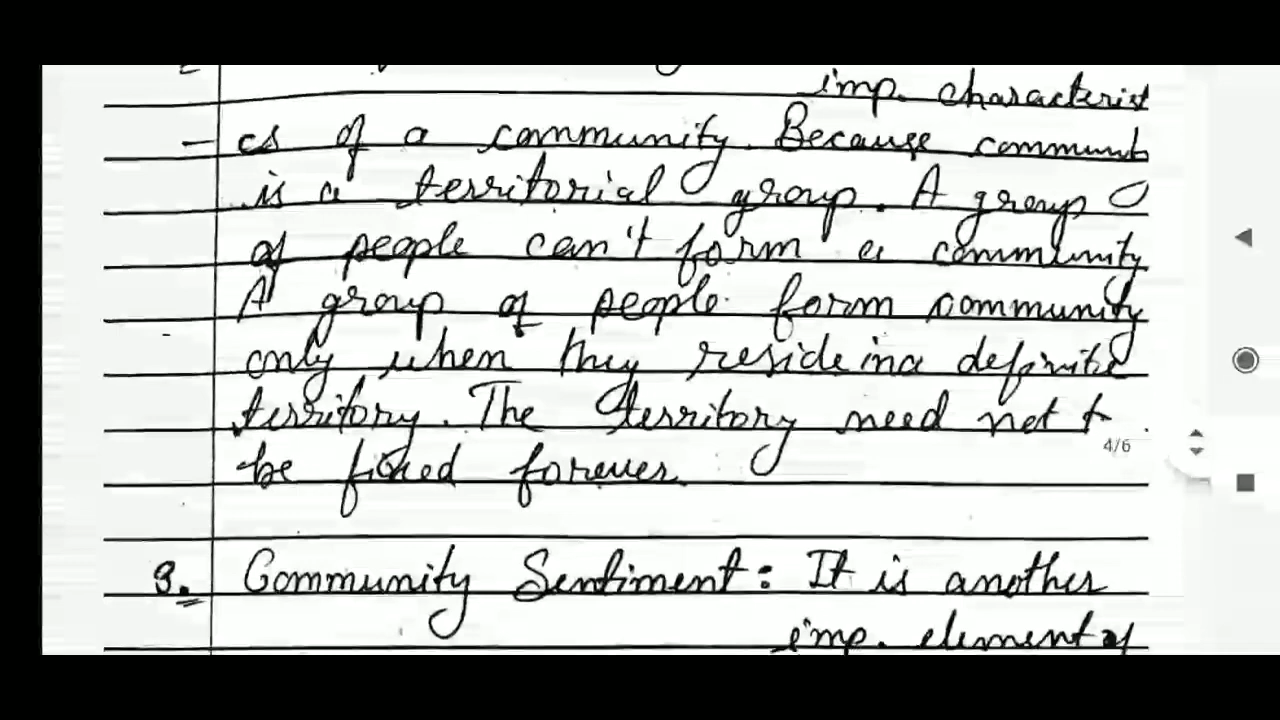 imp. characterist
- cs of a community. Because communit
is a territorial group. A group
of people can't form a community
A group of people form community
only when they reside in a definite
territory. The territory need not t
4/6
be fixed forever.
3. Community Sentiment: It is another
imp. element of